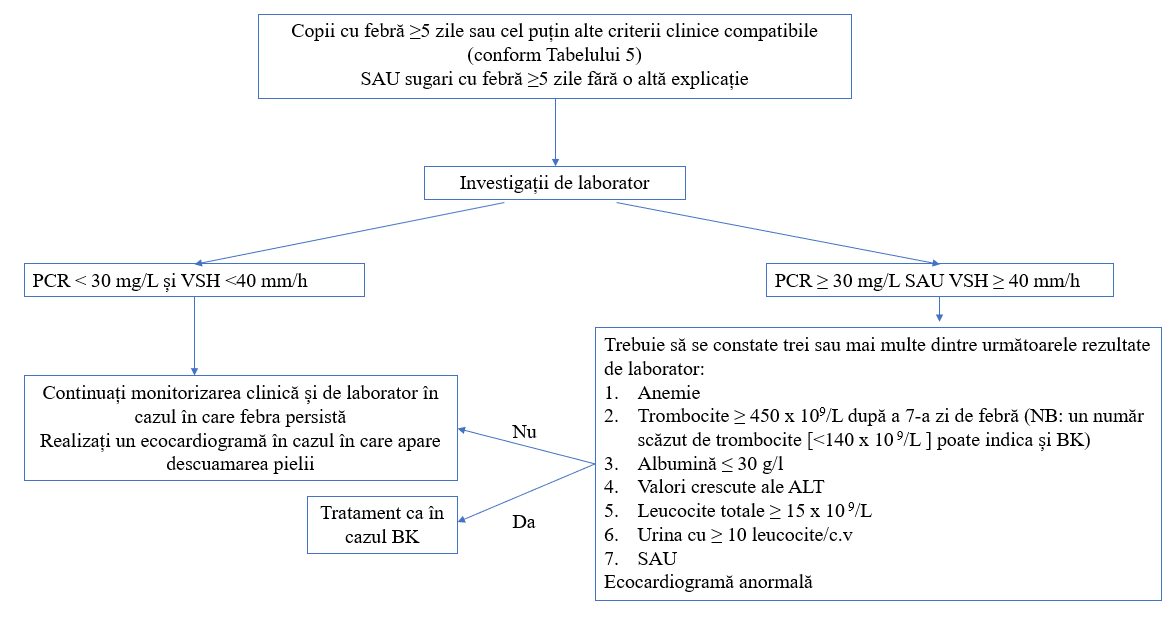 Copii cu febră ≥5 zile sau cel puțin alte criterii clinice compatibile
(conform Tabelului 5)
SAU sugari cu febră ≥5 zile fără o altă explicație
Investigații de laborator
PCR < 30 mg/L și VSH <40 mm/h
PCR ≥ 30 mg/L SAU VSH ≥ 40 mm/h
Continuați monitorizarea clinică și de laborator în
cazul în care febra persistă
Realizați un ecocardiogramă în cazul în care apare
descuamarea pielii
Nu
Tratament ca în
cazul BK
Da
Trebuie să se constate trei sau mai multe dintre următoarele rezultate
de laborator:
1. Anemie
2. Trombocite ≥ 450 x 10⁹/L după a 7-a zi de febră (NB: un număr
scăzut de trombocite [<140 x 10⁹/L ] poate indica și BK)
3. Albumină ≤ 30 g/l
4. Valori crescute ale ALT
5. Leucocite totale ≥ 15 x 10⁹/L
6. Urina cu ≥ 10 leucocite/c.v
7. SAU
Ecocardiogramă anormală